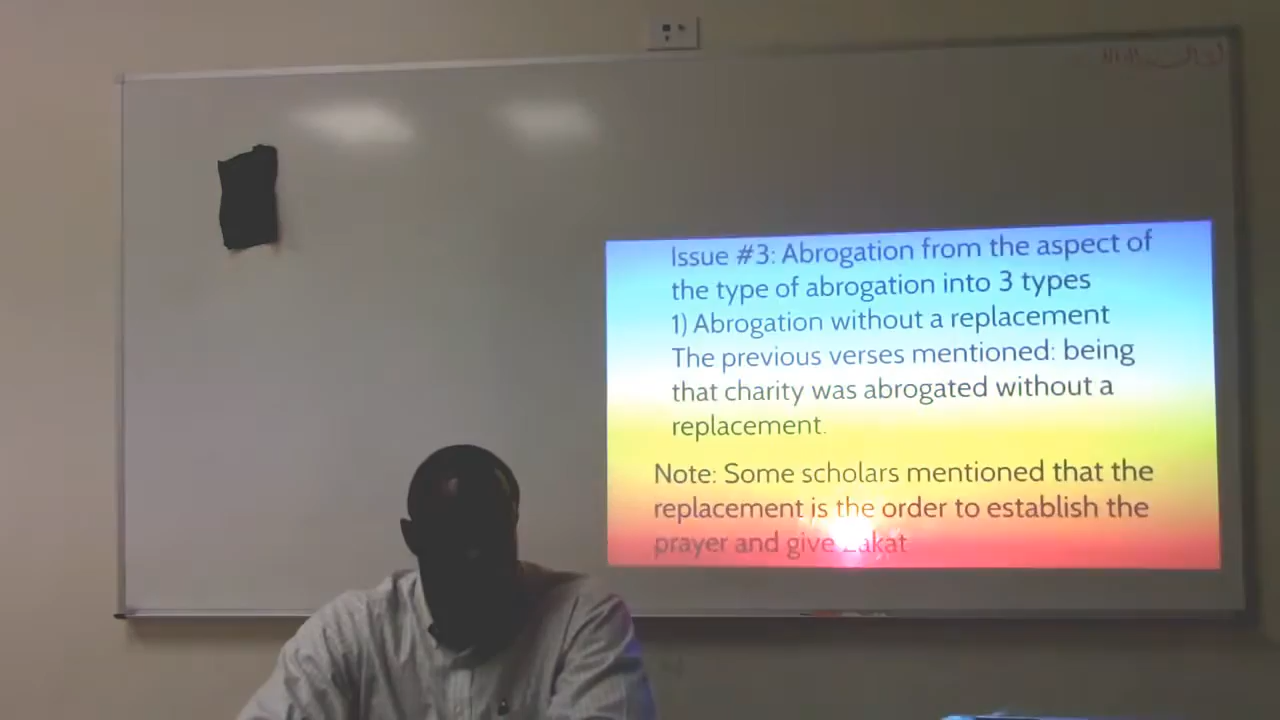 Issue #3: Abrogation from the aspect of
the type of abrogation into 3 types
1) Abrogation without a replacement
The previous verses mentioned: being
that charity was abrogated without a
replacement.
Note: Some scholars mentioned that the
replacement is the order to establish the
prayer and give Zakat